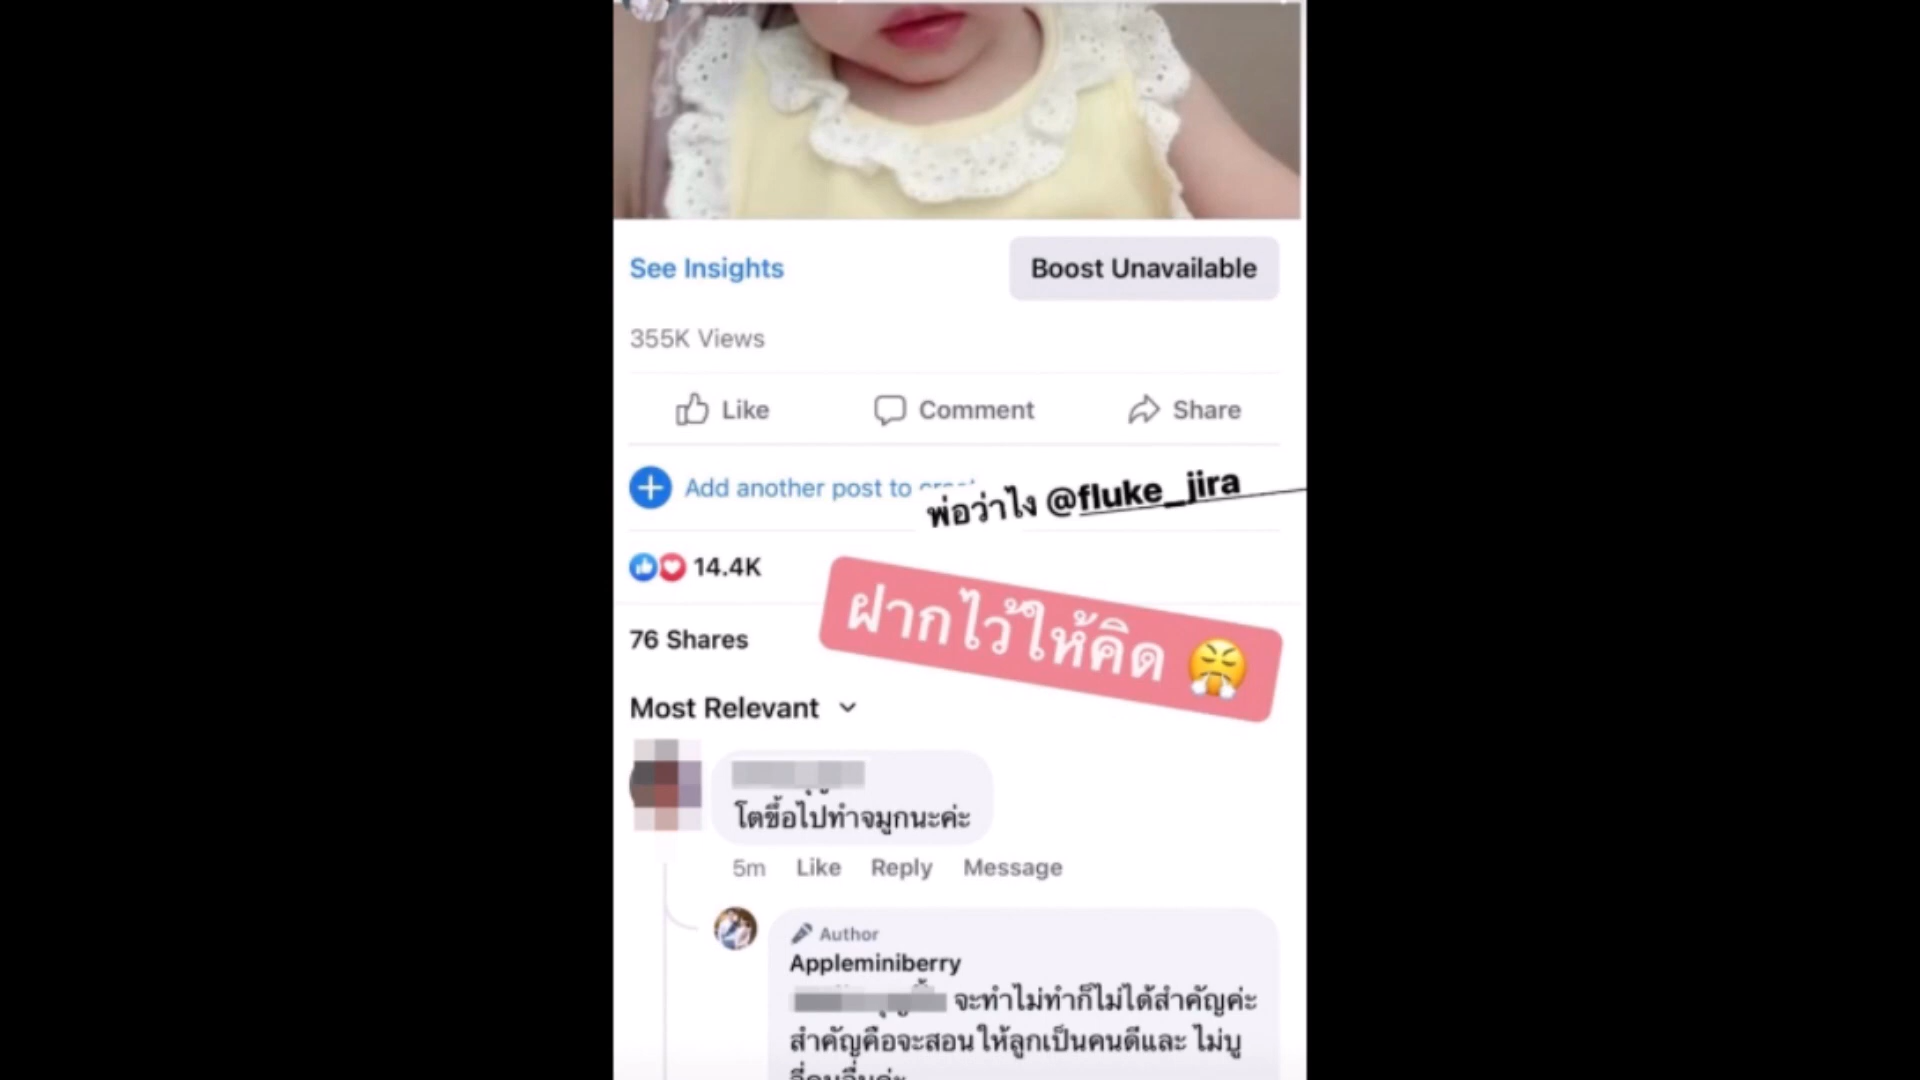 See Insights
Boost Unavailable
355K Views
Like
Comment
Share
Add another post to
พ่อว่าไง @fluke_jira
14.4K
ฝากไว้ให้คิด 😤
76 Shares
Most Relevant
โตขึ้อไปทำจมูกนะค่ะ
5m Like Reply Message
Author
Appleminiberry
จะทำไม่ทำก็ไม่ได้สำคัญค่ะ
สำคัญคือจะสอนให้ลูกเป็นคนดีและ ไม่บู